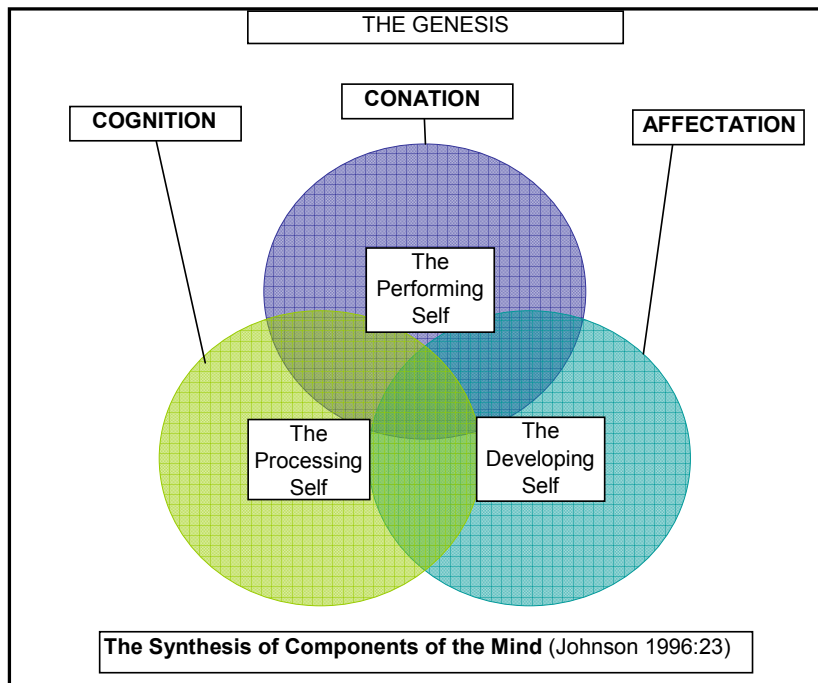 THE GENESIS
CONATION
COGNITION
AFFECTATION
The
Performing
Self
The
Processing
Self
The
Developing
Self
The Synthesis of Components of the Mind (Johnson 1996:23)